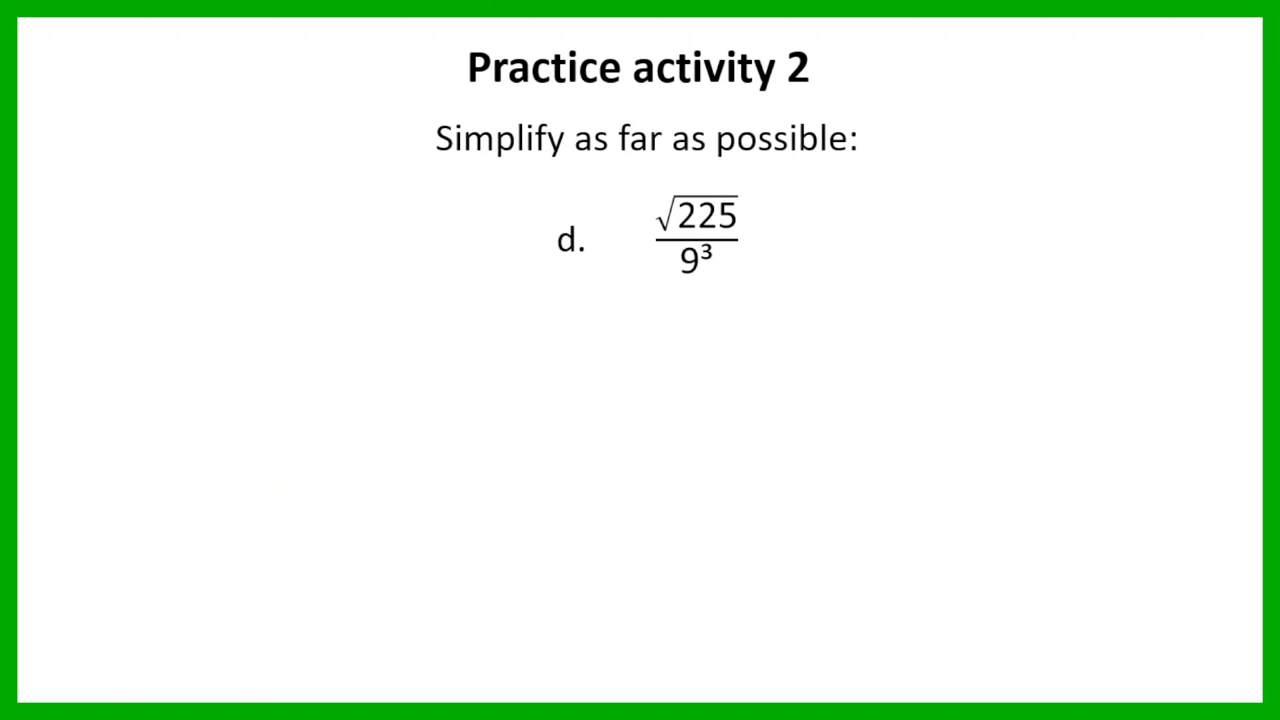 Practice activity 2
Simplify as far as possible:
d. √225/9³